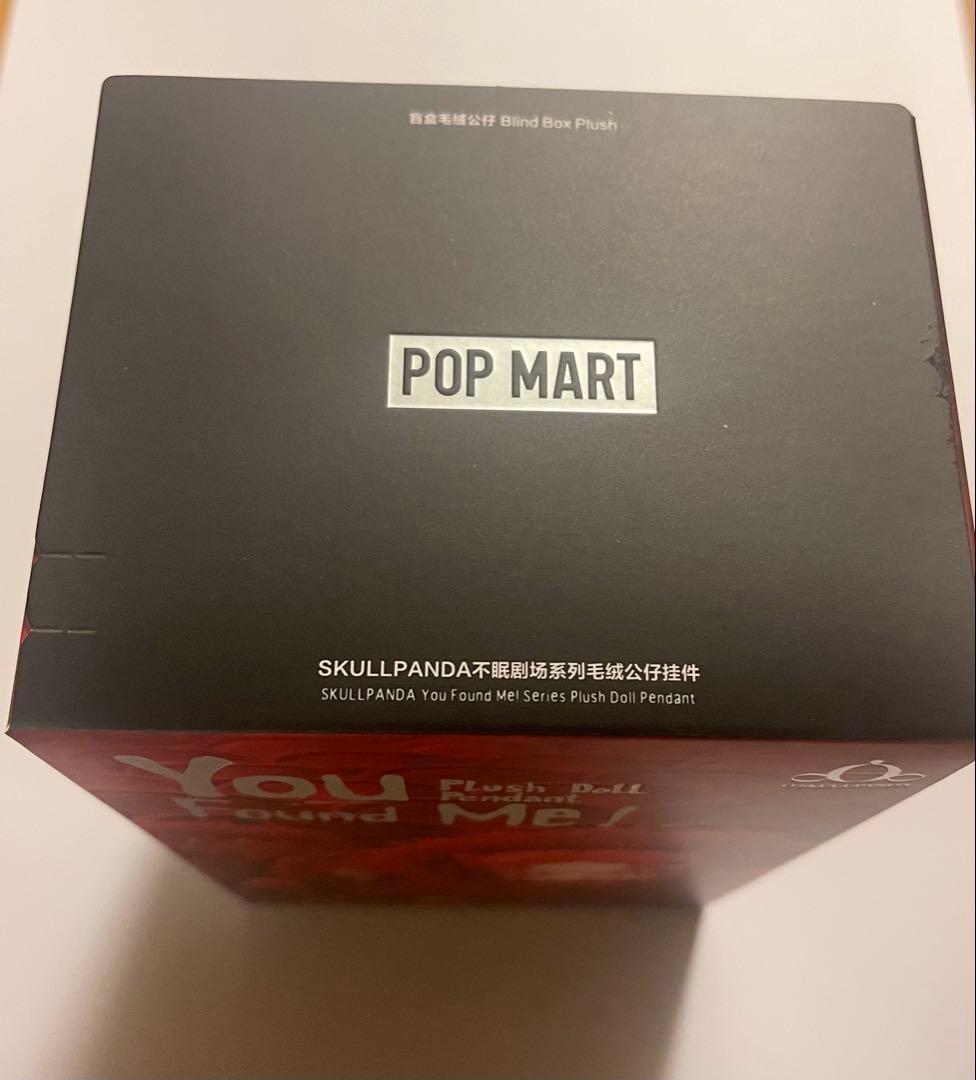 盲盒毛绒公仔 Blind Box Plush
POP MART
SKULLPANDA不眠剧场系列毛绒公仔挂件
SKULLPANDA You Found Me! Series Plush Doll Pendant
You
Found Me!
Plush Doll
Pendant
SKULLPANDA